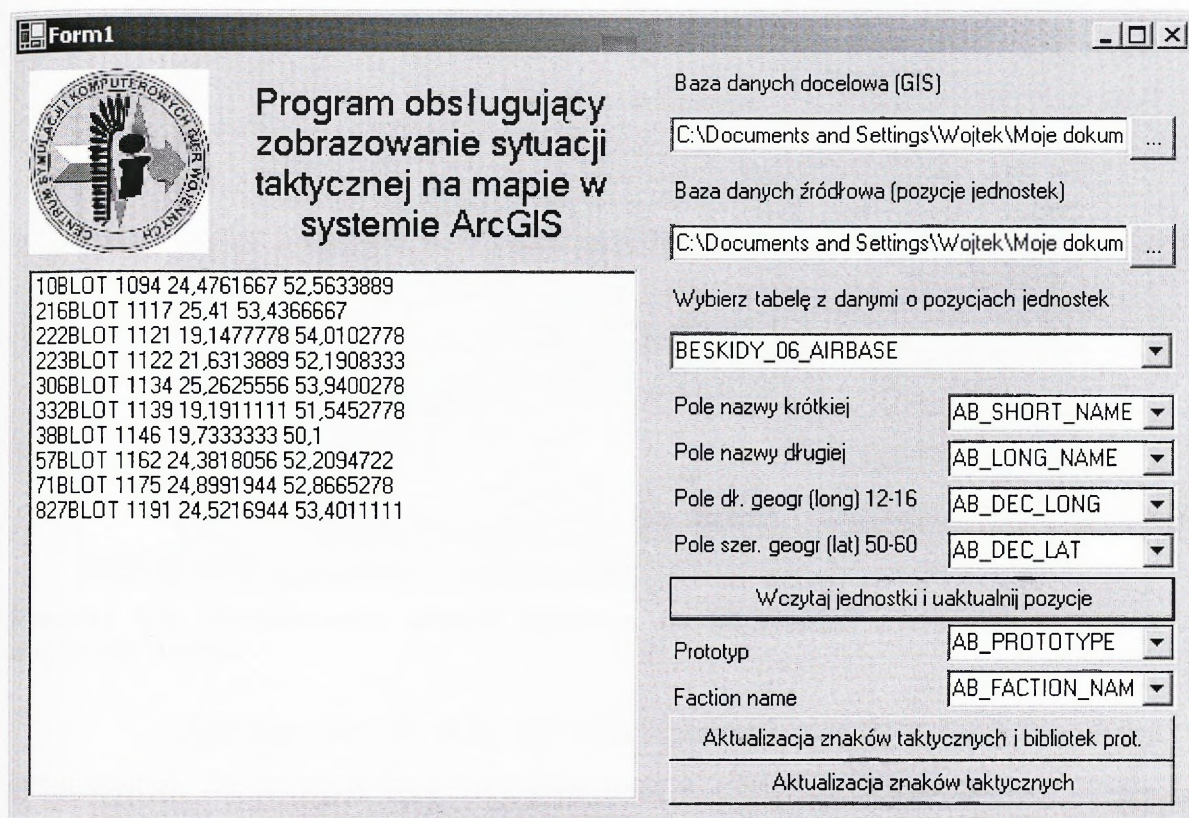 Form1
CENTRUM SYMULACJI I KOMPUTEROWYCH GIER WOJENNYCH
Program obsługujący
zobrazowanie sytuacji
taktycznej na mapie w
systemie ArcGIS
10BLOT 1094 24,4761667 52,5633889
216BLOT 1117 25,41 53,4366667
222BLOT 1121 19,1477778 54,0102778
223BLOT 1122 21,6313889 52,1908333
306BLOT 1134 25,2625556 53,9400278
332BLOT 1139 19,1911111 51,5452778
38BLOT 1146 19,7333333 50,1
57BLOT 1162 24,3818056 52,2094722
71BLOT 1175 24,8991944 52,8665278
827BLOT 1191 24,5216944 53,4011111
Baza danych docelowa (GIS)
C:\Documents and Settings\Wojtek\Moje dokum ...
Baza danych źródłowa (pozycje jednostek)
C:\Documents and Settings\Wojtek\Moje dokum ...
Wybierz tabelę z danymi o pozycjach jednostek
BESKIDY_06_AIRBASE
Pole nazwy krótkiej AB_SHORT_NAME
Pole nazwy długiej AB_LONG_NAME
Pole dł. geogr (long) 12-16 AB_DEC_LONG
Pole szer. geogr (lat) 50-60 AB_DEC_LAT
Wczytaj jednostki i uaktualnij pozycje
Prototyp AB_PROTOTYPE
Faction name AB_FACTION_NAM
Aktualizacja znaków taktycznych i bibliotek prot.
Aktualizacja znaków taktycznych